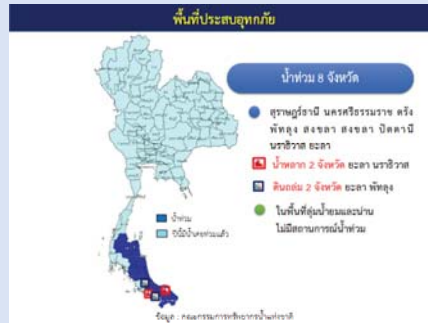 พื้นที่ประสบอุทกภัย
น้ำท่วม 8 จังหวัด
สุราษฎร์ธานี นครศรีธรรมราช ตรัง
พัทลุง สงขลา สงขลา ปัตตานี
นราธิวาส ยะลา
น้ำหลาก 2 จังหวัด ยะลา นราธิวาส
ดินถล่ม 2 จังหวัด ยะลา พัทลุง
ในพื้นที่ลุ่มน้ำยมและน่าน
ไม่มีสถานการณ์น้ำท่วม
น้ำท่วม
ปีนี้มีน้ำเคยท่วมแล้ว
ข้อมูล : คณะกรรมการทรัพยากรน้ำแห่งชาติ